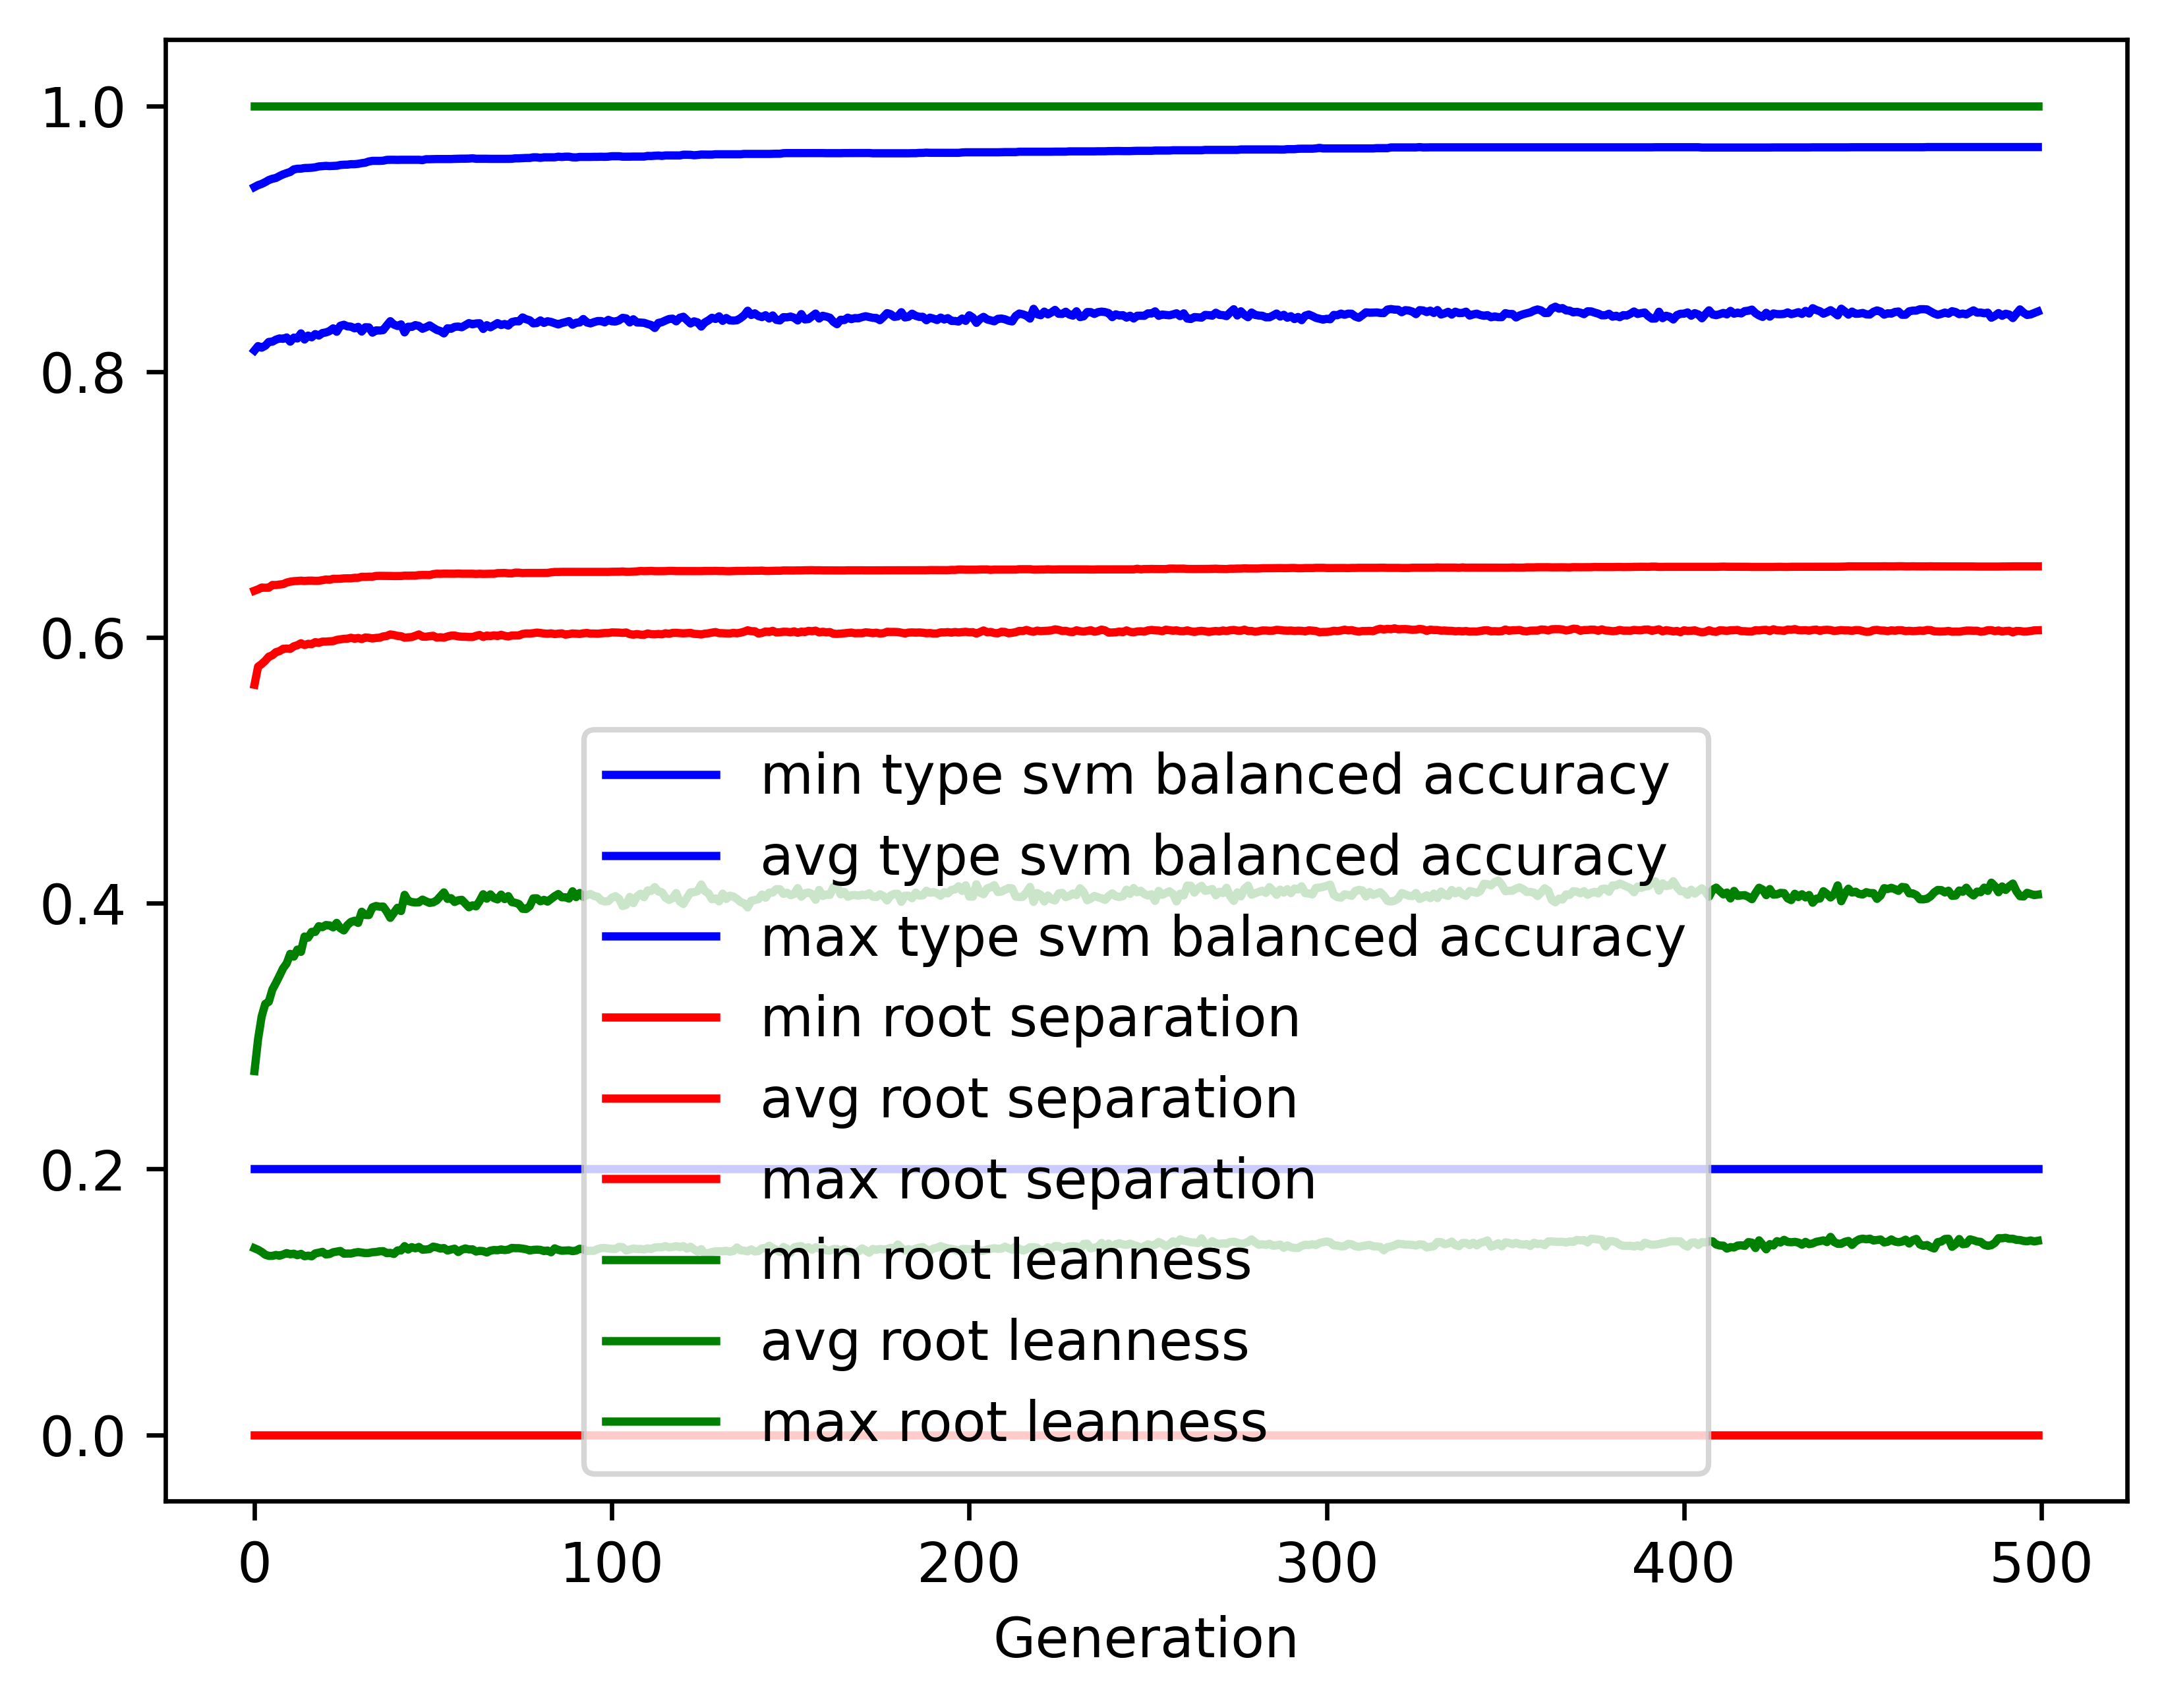 1.0
0.8
0.6
0.4
0.2
0.0
min type svm balanced accuracy
avg type svm balanced accuracy
max type svm balanced accuracy
min root separation
avg root separation
max root separation
min root leanness
avg root leanness
max root leanness
0 100 200 300 400 500
Generation